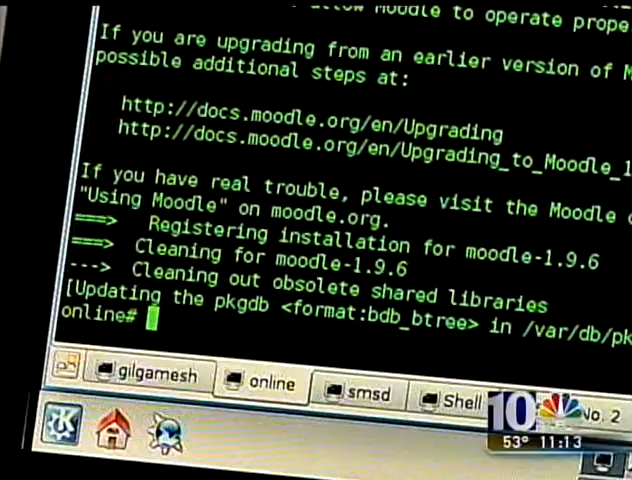 Moodle to operate prope
If you are upgrading from an earlier version of M
possible additional steps at:
http://docs.moodle.org/en/Upgrading
http://docs.moodle.org/en/Upgrading_to_Moodle_1
If you have real trouble, please visit the Moodle
"Using Moodle" on moodle.org.
===> Registering installation for moodle-1.9.6
===> Cleaning for moodle-1.9.6
---> Cleaning out obsolete shared libraries
[Updating the pkgdb <format:bdb_btree> in /var/db/pk
online#
gilgamesh online smsd Shell No. 2
10
53° 11:13